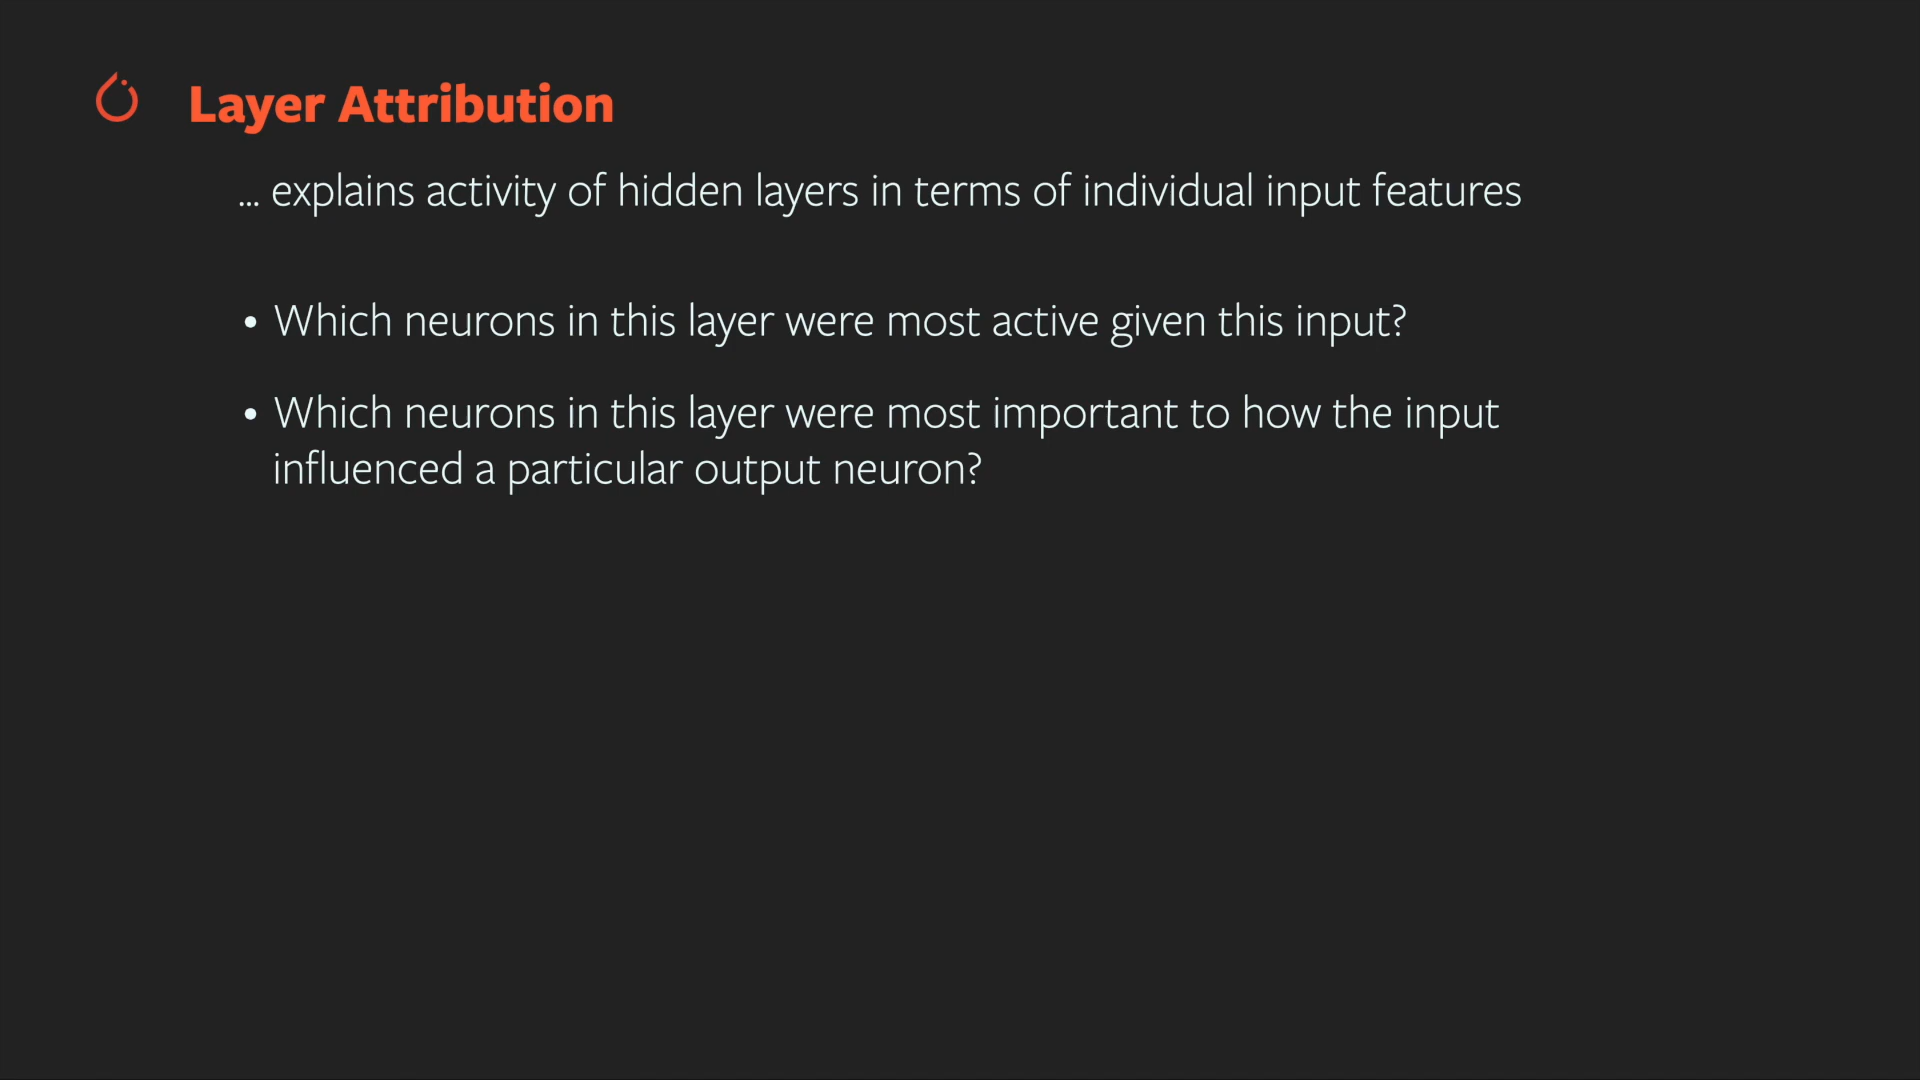 Layer Attribution
... explains activity of hidden layers in terms of individual input features
• Which neurons in this layer were most active given this input?
• Which neurons in this layer were most important to how the input
influenced a particular output neuron?